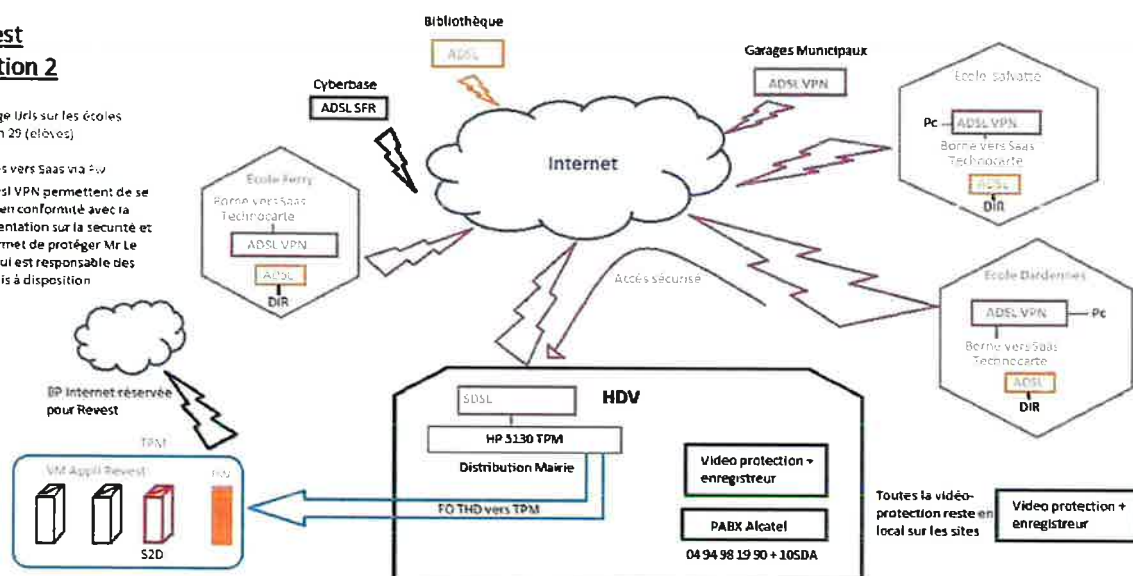 est
tion 2
ge Urls sur les écoles
n 29 (elèves)
s vers Saas via Fw
sl VPN permettent de se
en conformité avec la
entation sur la securité et
rmet de protéger Mr Le
ui est responsable des
is à disposition
Bibliothèque
ADSL
Cyberbase
ADSL SFR
Garages Municipaux
ADSL VPN
Internet
Ecole Ferry
Borne vers Saas
Technocarte
ADSL VPN
ADSL
DIR
Ecole salvatte
Pc
ADSL VPN
Borne vers Saas
Technocarte
ADSL
DIR
Accès sécurisé
Ecole Dardennes
ADSL VPN
Pc
Borne vers Saas
Technocarte
ADSL
DIR
BP Internet réservée
pour Revest
TPM
VM Appli Revest
FW
S2D
FO THD vers TPM
SDSL
HDV
HP 5130 TPM
Distribution Mairie
Video protection +
enregistreur
PABX Alcatel
04 94 98 19 90 + 10SDA
Toutes la vidéo-
protection reste en
local sur les sites
Video protection +
enregistreur